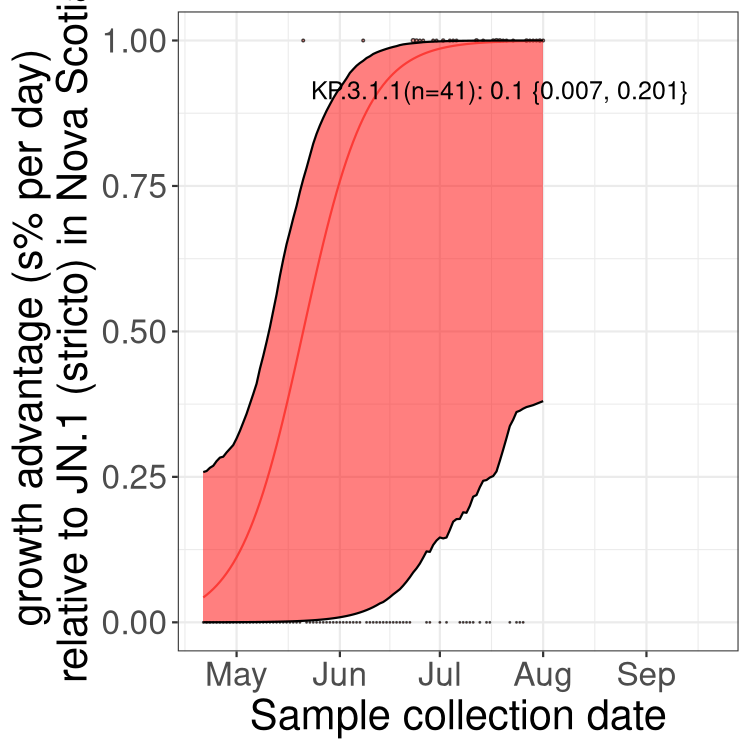 growth advantage (s% per day)
relative to JN.1 (stricto) in Nova Scotia
1.00
0.75
0.50
0.25
0.00
KP.3.1.1(n=41): 0.1 {0.007, 0.201}
May Jun Jul Aug Sep
Sample collection date